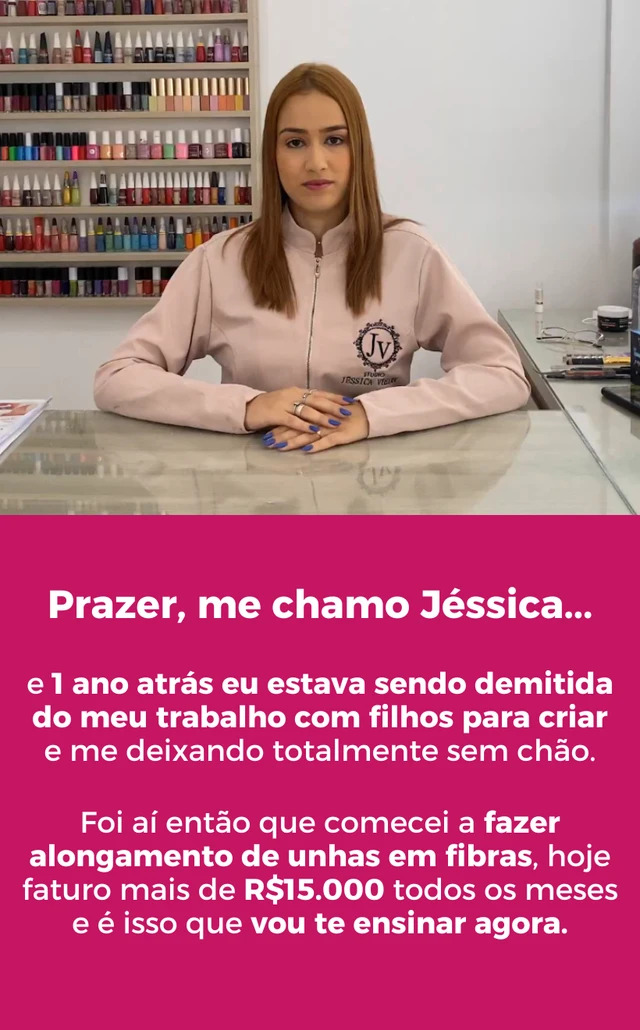 JV
STUDIO
JÉSSICA
Prazer, me chamo Jéssica...
e 1 ano atrás eu estava sendo demitida
do meu trabalho com filhos para criar
e me deixando totalmente sem chão.
Foi aí então que comecei a fazer
alongamento de unhas em fibras, hoje
faturo mais de R$15.000 todos os meses
e é isso que vou te ensinar agora.